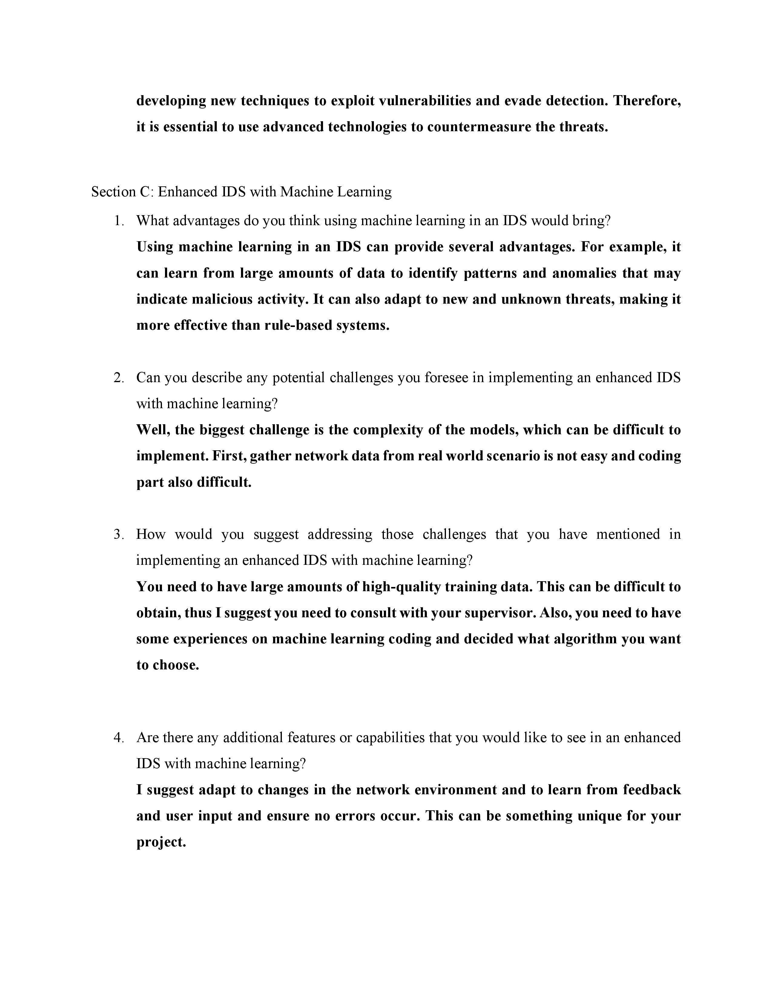 developing new techniques to exploit vulnerabilities and evade detection. Therefore,
it is essential to use advanced technologies to countermeasure the threats.
Section C: Enhanced IDS with Machine Learning
1. What advantages do you think using machine learning in an IDS would bring?
Using machine learning in an IDS can provide several advantages. For example, it
can learn from large amounts of data to identify patterns and anomalies that may
indicate malicious activity. It can also adapt to new and unknown threats, making it
more effective than rule-based systems.
2. Can you describe any potential challenges you foresee in implementing an enhanced IDS
with machine learning?
Well, the biggest challenge is the complexity of the models, which can be difficult to
implement. First, gather network data from real world scenario is not easy and coding
part also difficult.
3. How would you suggest addressing those challenges that you have mentioned in
implementing an enhanced IDS with machine learning?
You need to have large amounts of high-quality training data. This can be difficult to
obtain, thus I suggest you need to consult with your supervisor. Also, you need to have
some experiences on machine learning coding and decided what algorithm you want
to choose.
4. Are there any additional features or capabilities that you would like to see in an enhanced
IDS with machine learning?
I suggest adapt to changes in the network environment and to learn from feedback
and user input and ensure no errors occur. This can be something unique for your
project.